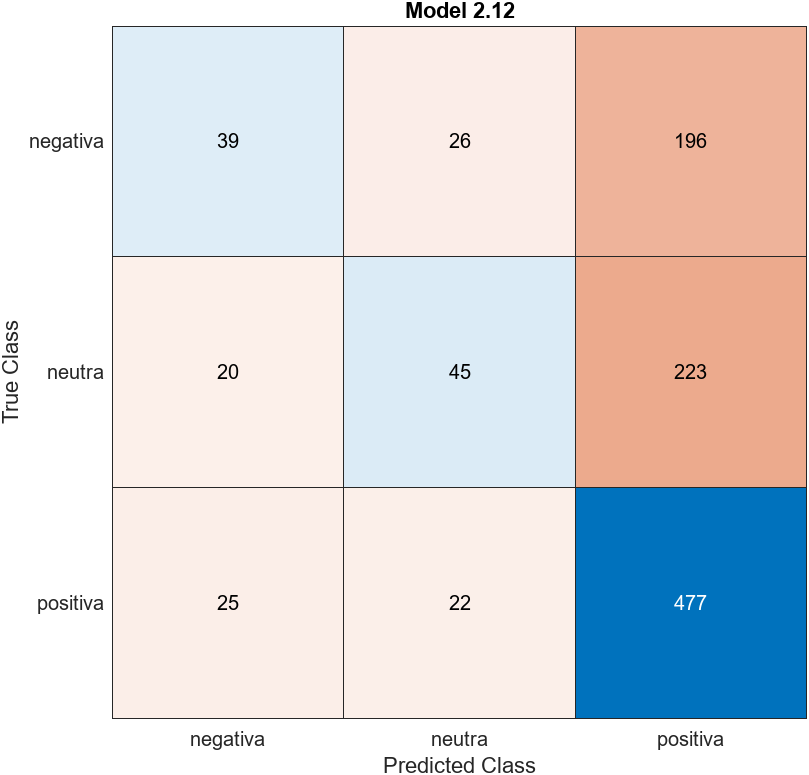 Model 2.12
True Class
negativa 39 26 196
neutra 20 45 223
positiva 25 22 477
negativa neutra positiva
Predicted Class